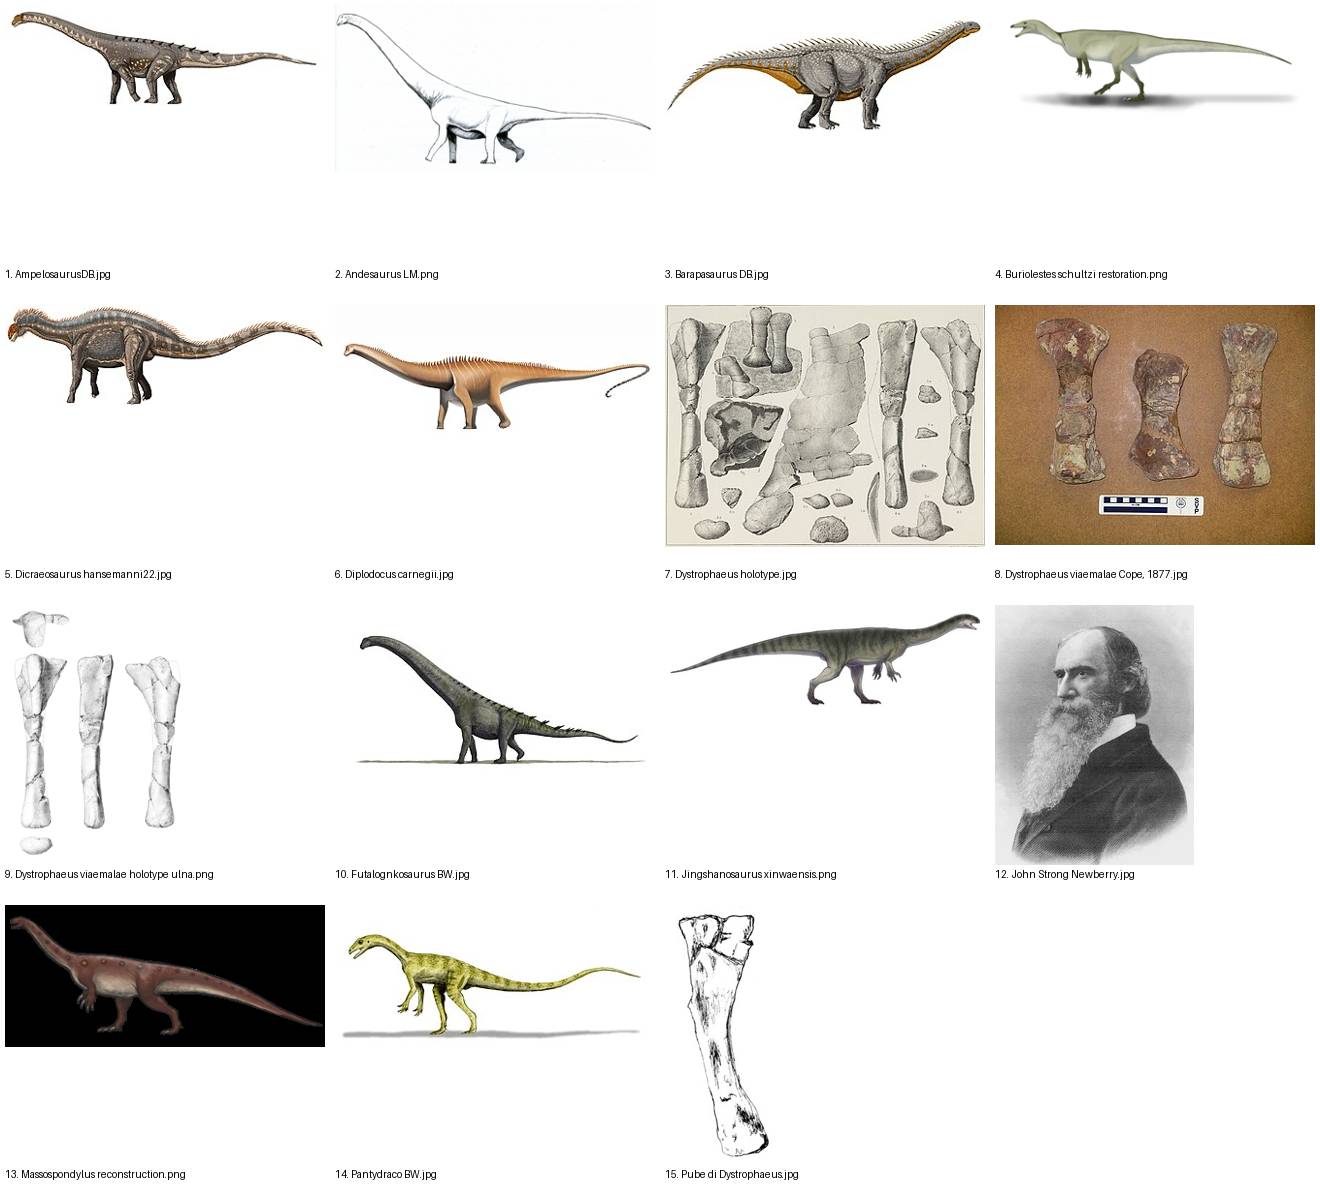 1. AmpelosaurusDB.jpg
2. Andesaurus LM.png
3. Barapasaurus DB.jpg
4. Buriolestes schultzi restoration.png
5. Dicraeosaurus hansemanni22.jpg
6. Diplodocus carnegii.jpg
7. Dystrophaeus holotype.jpg
8. Dystrophaeus viaemalae Cope, 1877.jpg
9. Dystrophaeus viaemalae holotype ulna.png
10. Futalognkosaurus BW.jpg
11. Jingshanosaurus xinwaensis.png
12. John Strong Newberry.jpg
13. Massospondylus reconstruction.png
14. Pantydraco BW.jpg
15. Pube di Dystrophaeus.jpg